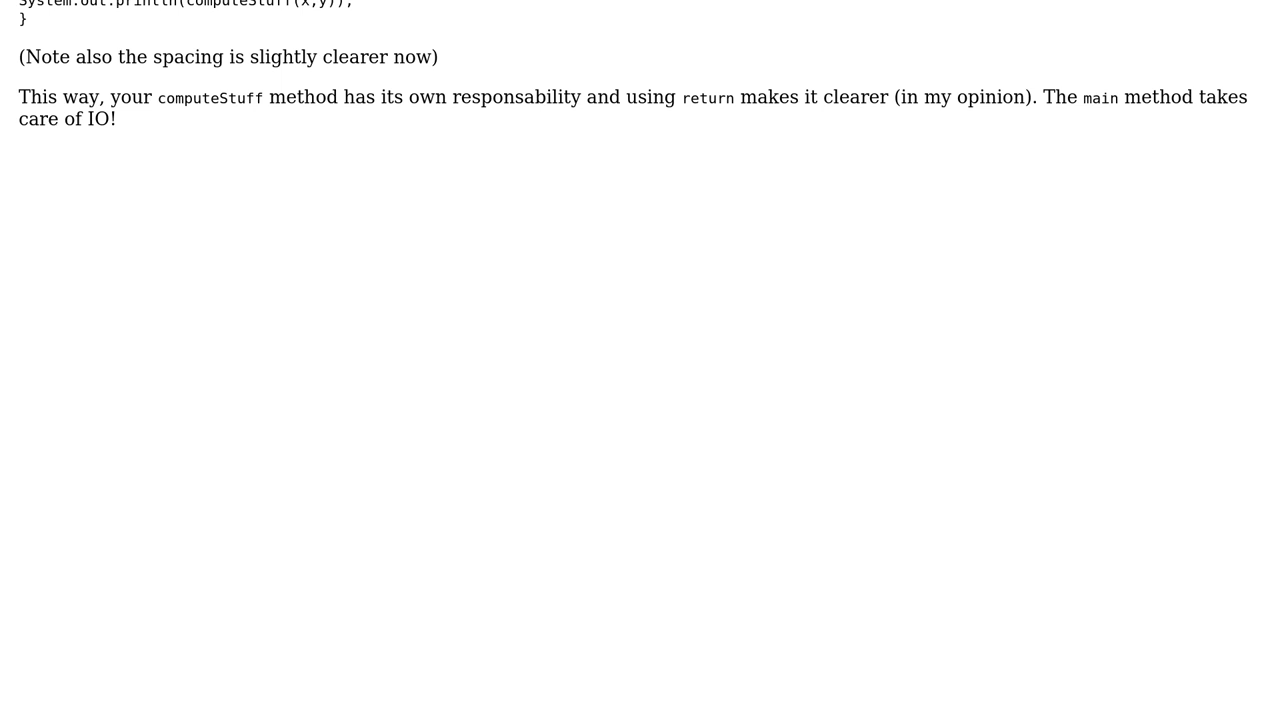 System.out.println(computeStuff(x,y));
}
(Note also the spacing is slightly clearer now)
This way, your computeStuff method has its own responsability and using return makes it clearer (in my opinion). The main method takes
care of IO!